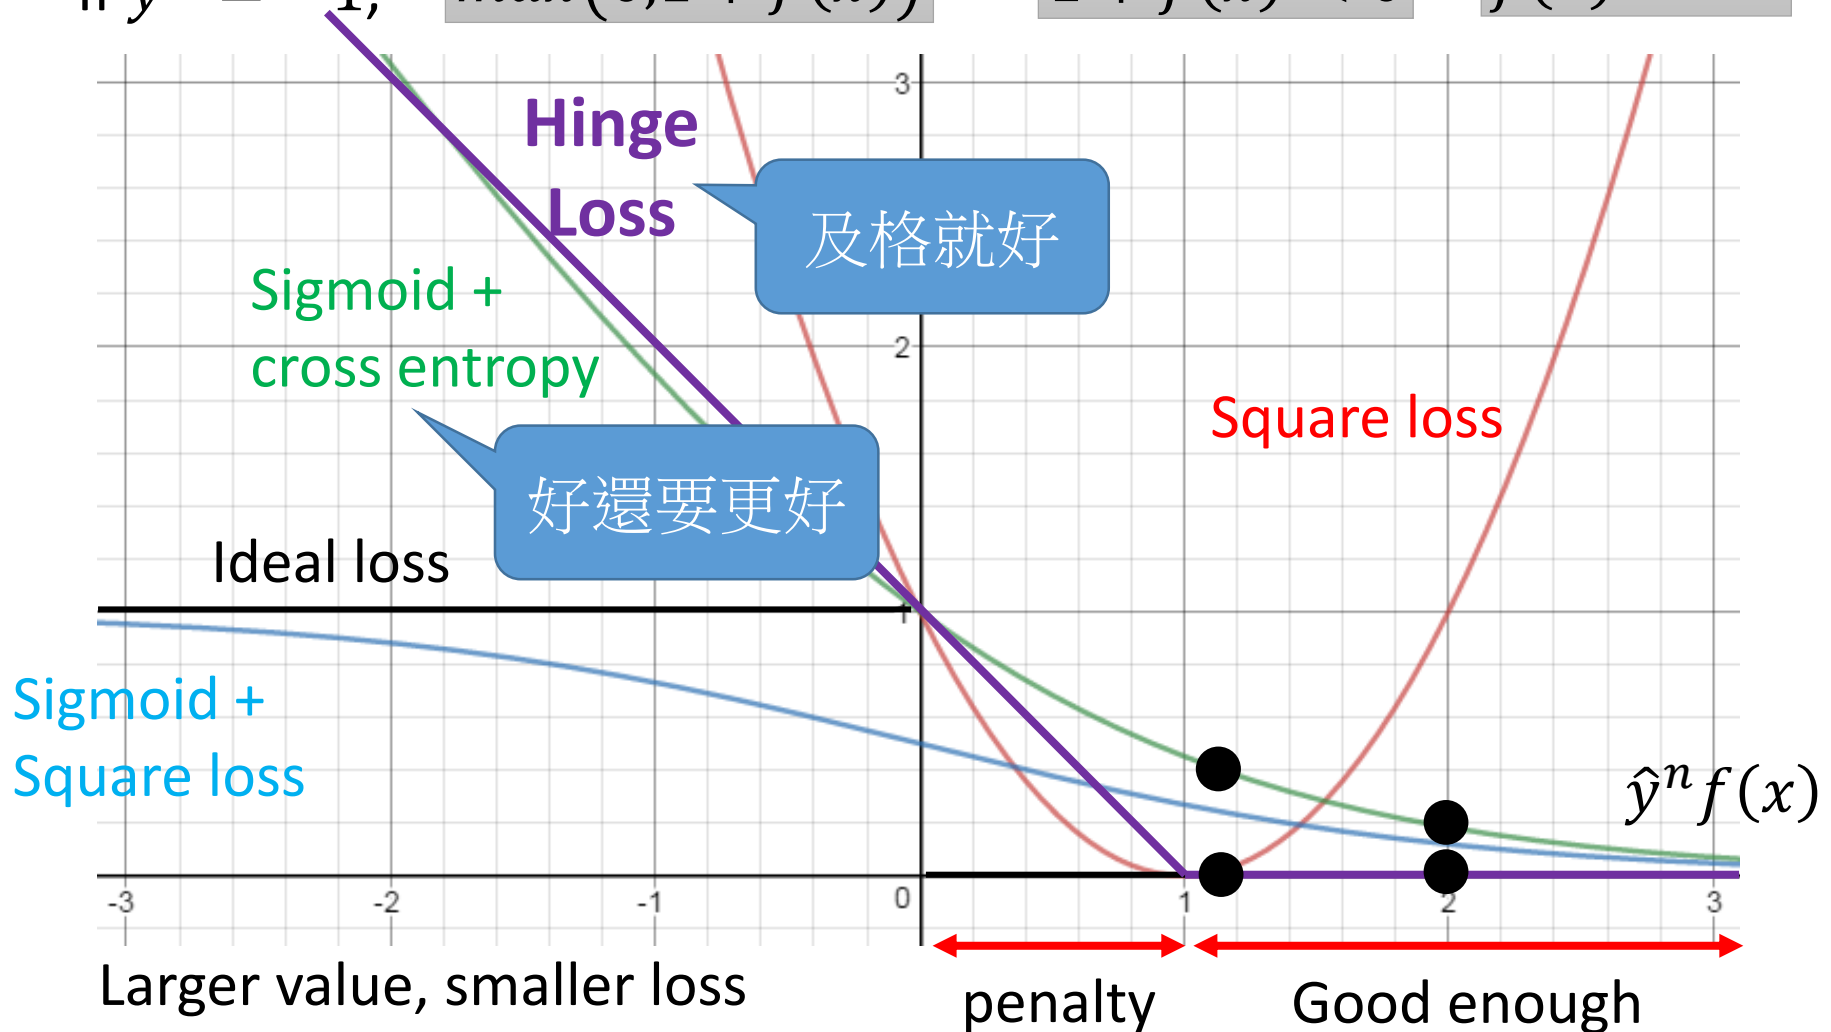 Hinge
Loss
及格就好
Sigmoid +
cross entropy
好還要更好
Square loss
Ideal loss
Sigmoid +
Square loss
ŷⁿf(x)
3
2
1
-3 -2 -1 0 1 2 3
Larger value, smaller loss
penalty
Good enough